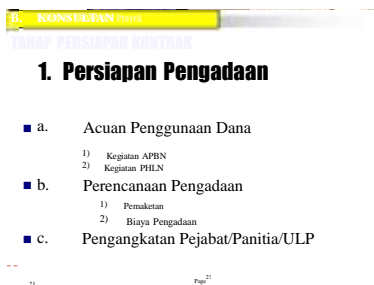 B. KONSULTAN
TAHAP PERSIAPAN KONTRAK
1. Persiapan Pengadaan
a. Acuan Penggunaan Dana
1) Kegiatan APBN
2) Kegiatan PHLN
b. Perencanaan Pengadaan
1) Pemaketan
2) Biaya Pengadaan
c. Pengangkatan Pejabat/Panitia/ULP
Page